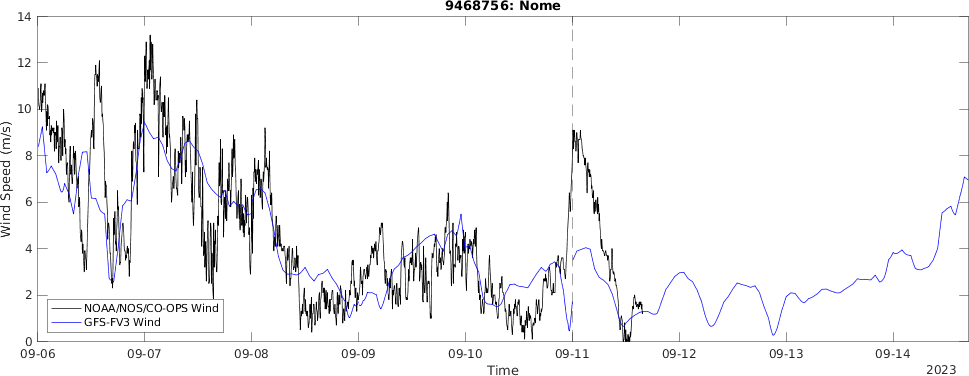 9468756: Nome
14
12
10
8
6
4
2
0
Wind Speed (m/s)
NOAA/NOS/CO-OPS Wind
GFS-FV3 Wind
09-06 09-07 09-08 09-09 09-10 09-11 09-12 09-13 09-14
Time
2023